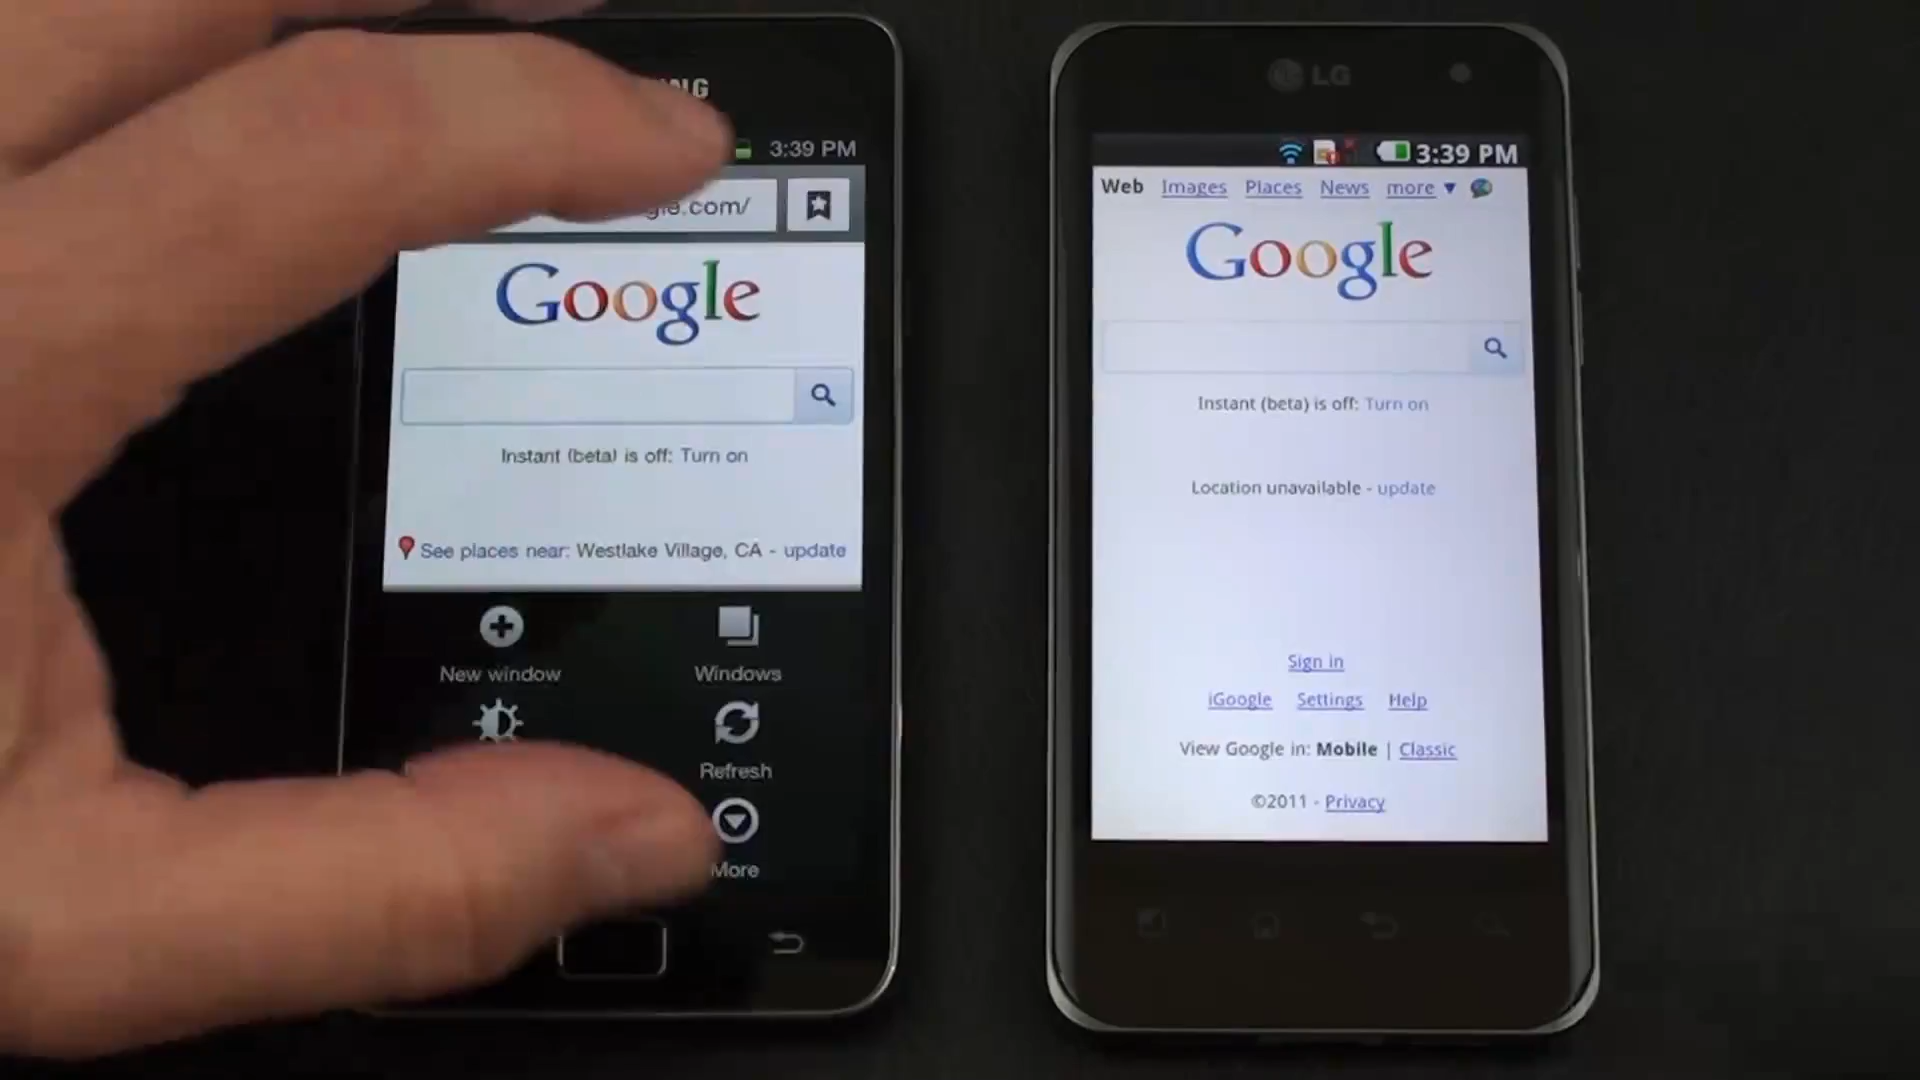 3:39 PM
gle.com/
Google
Instant (beta) is off: Turn on
See places near: Westlake Village, CA - update
New window
Windows
Refresh
More
LG
3:39 PM
Web Images Places News more
Google
Instant (beta) is off: Turn on
Location unavailable - update
Sign in
iGoogle Settings Help
View Google in: Mobile | Classic
©2011 - Privacy